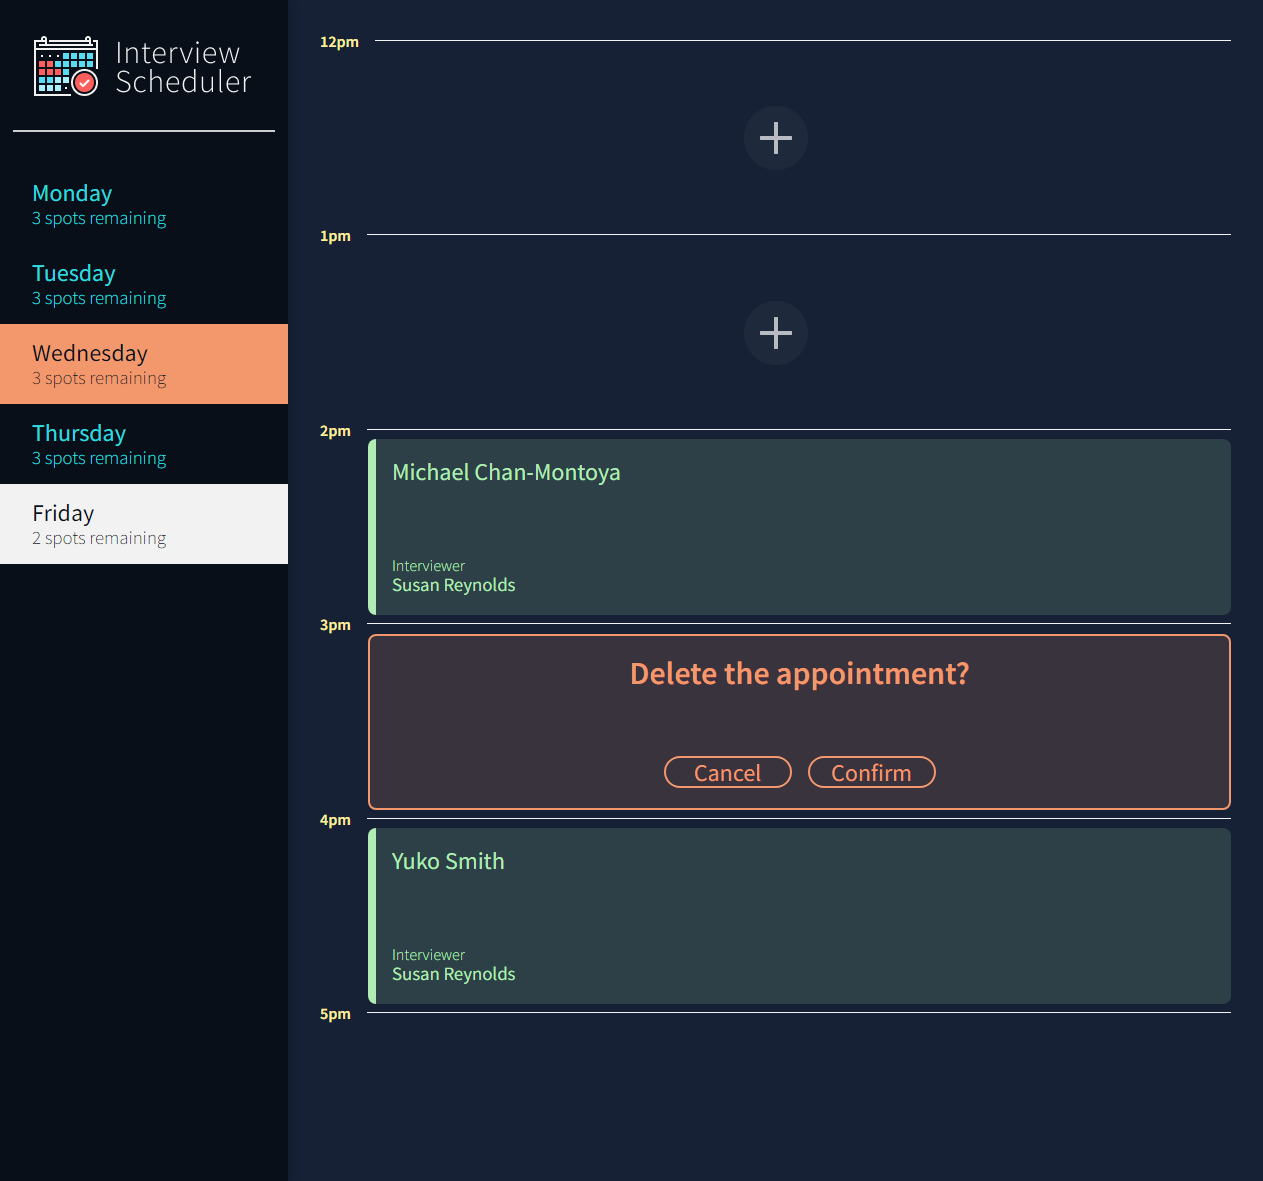 Interview
Scheduler
Monday
3 spots remaining
Tuesday
3 spots remaining
Wednesday
3 spots remaining
Thursday
3 spots remaining
Friday
2 spots remaining
12pm
1pm
2pm
Michael Chan-Montoya
Interviewer
Susan Reynolds
3pm
Delete the appointment?
Cancel Confirm
4pm
Yuko Smith
Interviewer
Susan Reynolds
5pm